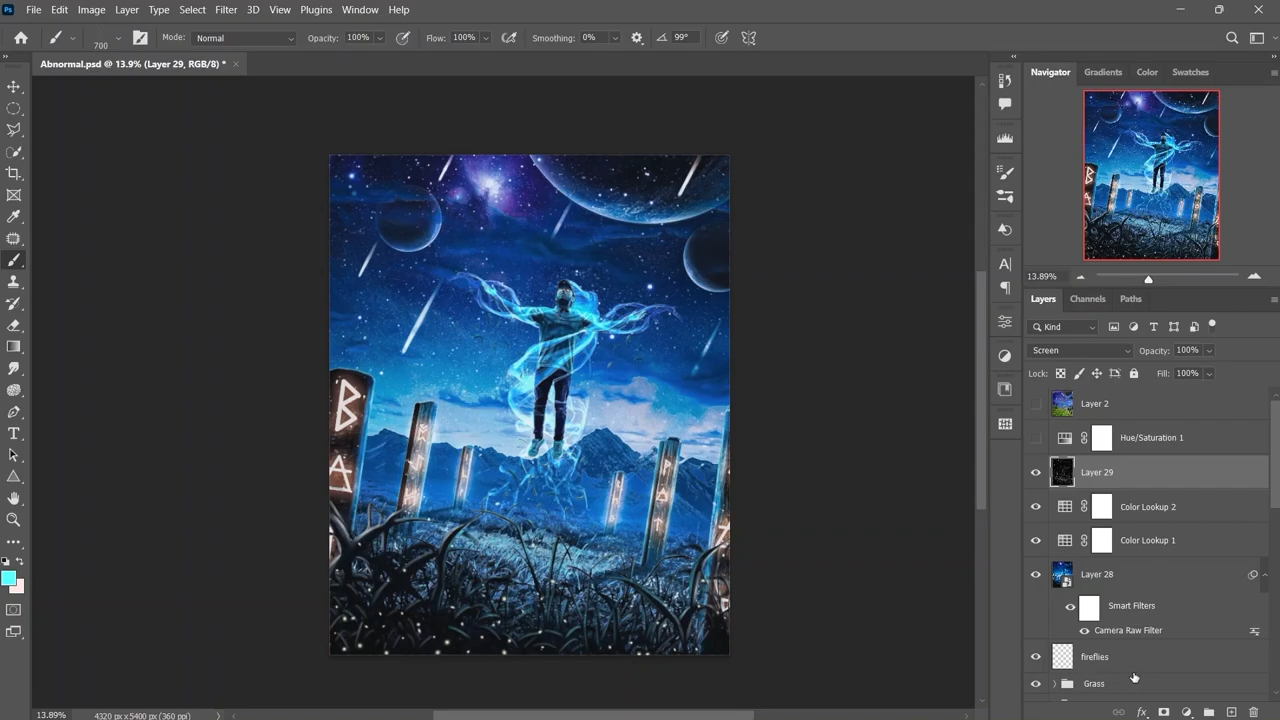 Ps File Edit Image Layer Type Select Filter 3D View Plugins Window Help
700 Mode: Normal Opacity: 100% Flow: 100% Smoothing: 0% 99°
Abnormal.psd @ 13.9% (Layer 29, RGB/8) *
Navigator Gradients Color Swatches
13.89%
Layers Channels Paths
Kind
Screen Opacity: 100%
Lock: Fill: 100%
Layer 2
Hue/Saturation 1
Layer 29
Color Lookup 2
Color Lookup 1
Layer 28
Smart Filters
Camera Raw Filter
fireflies
Grass
13.89% 4320 px x 5400 px (360 ppi)